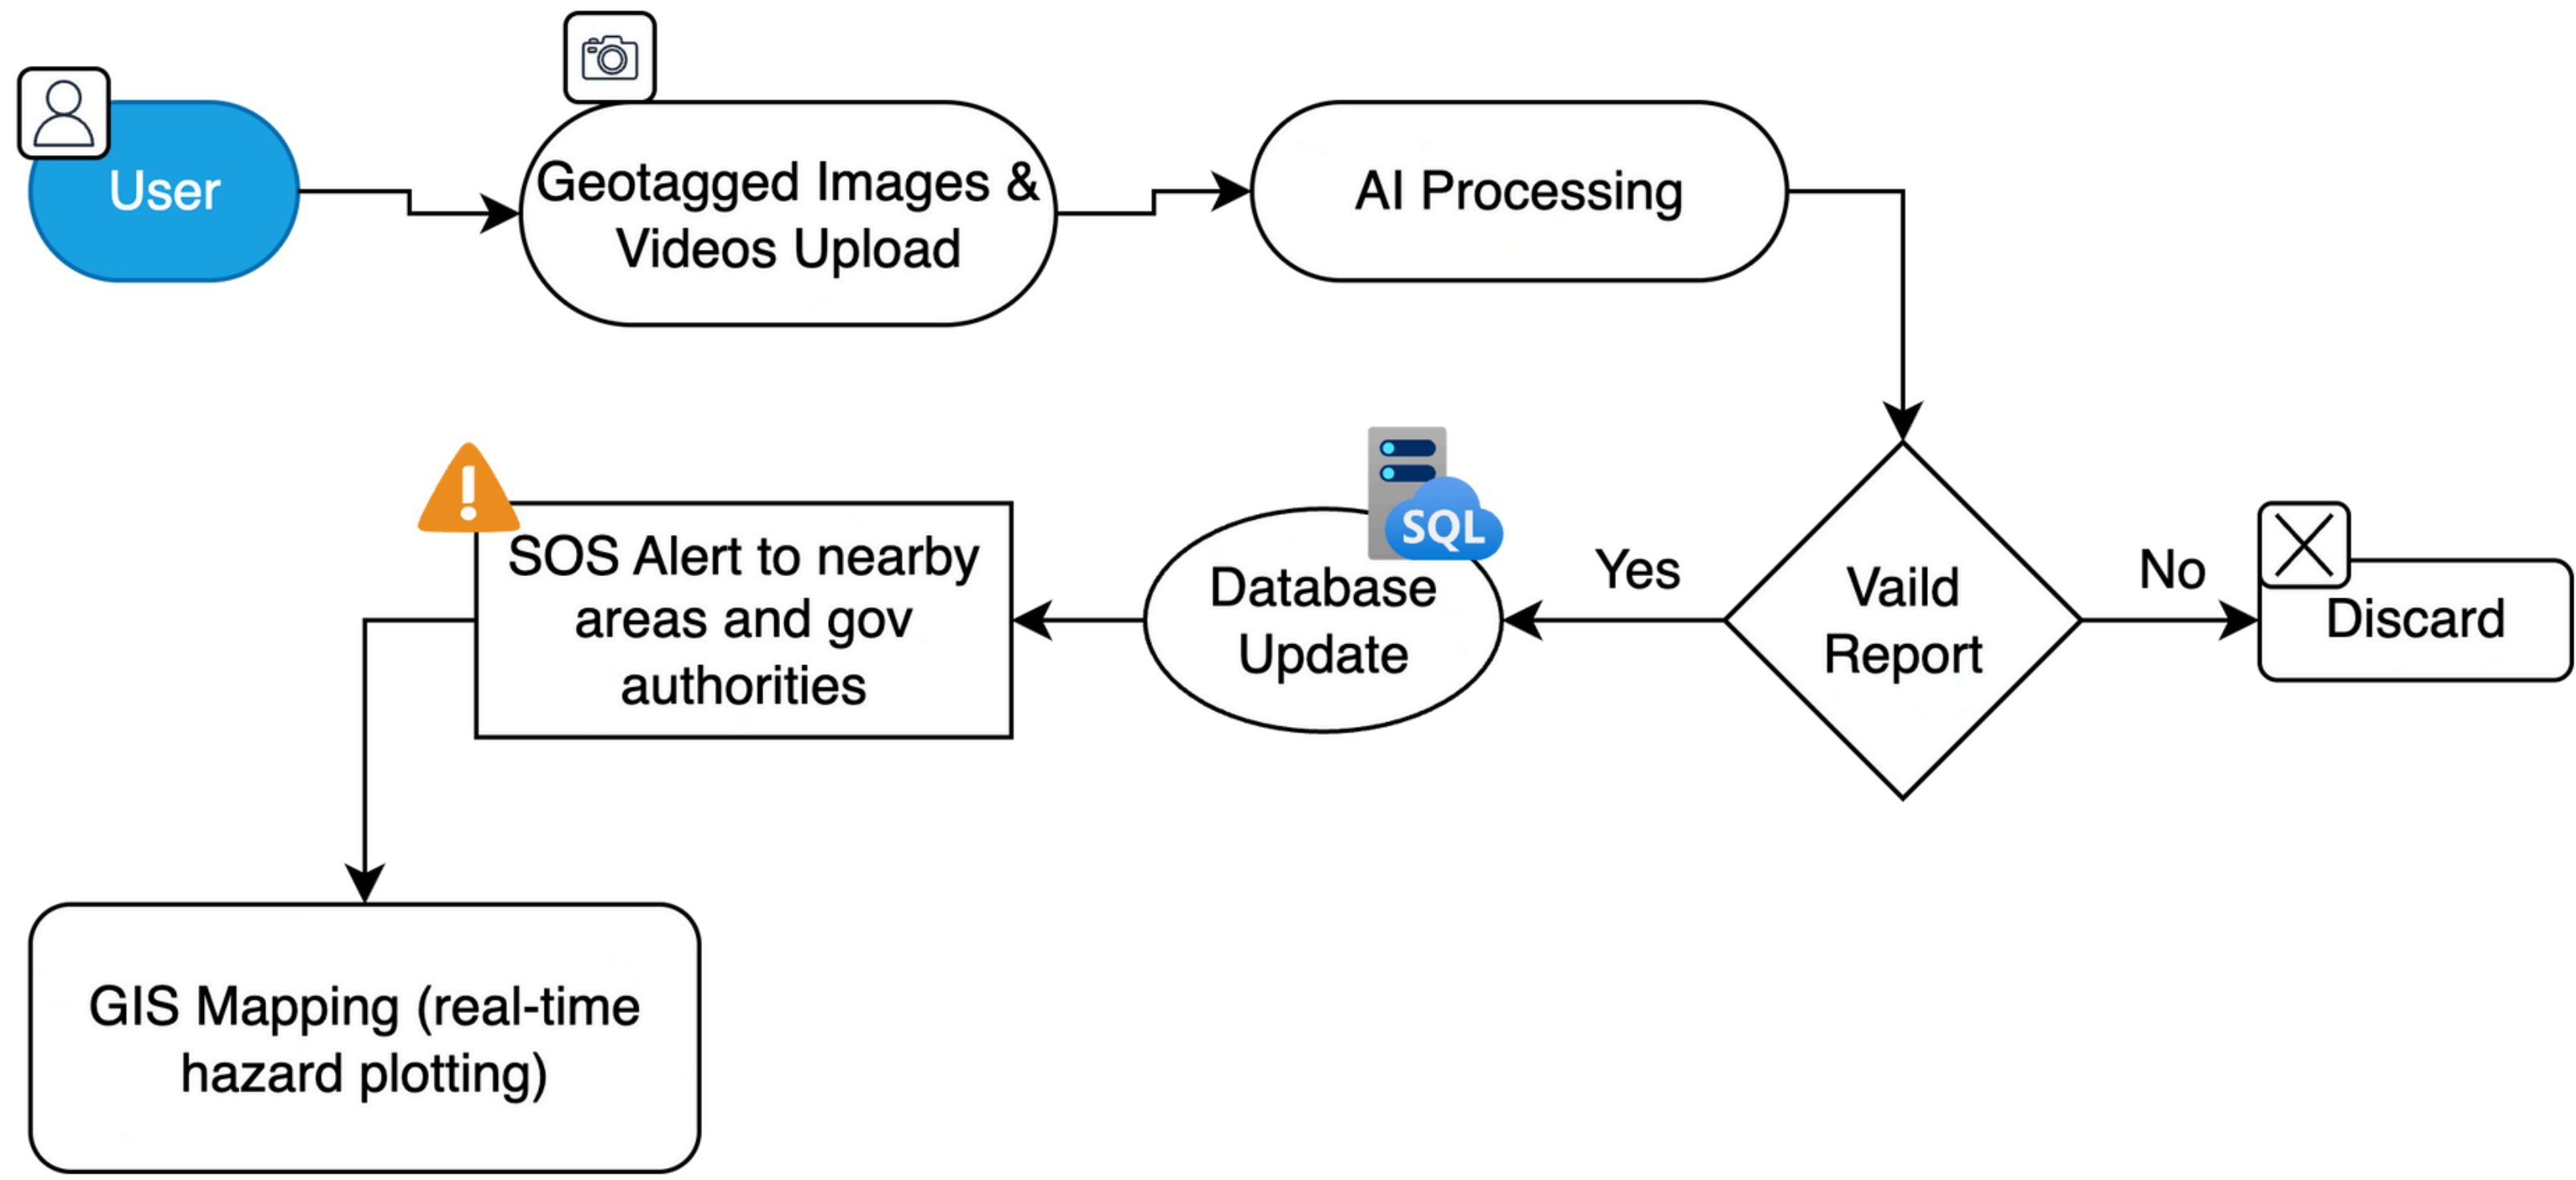 User
Geotagged Images &
Videos Upload
AI Processing
SOS Alert to nearby
areas and gov
authorities
SQL
Database
Update
Yes
Vaild
Report
No
Discard
GIS Mapping (real-time
hazard plotting)